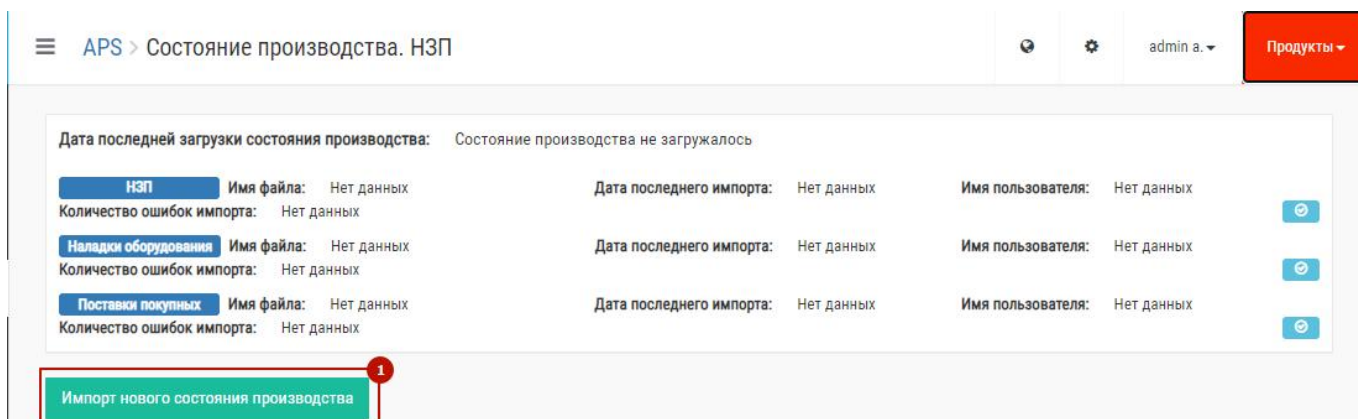 APS > Состояние производства. НЗП admin a. Продукты
Дата последней загрузки состояния производства: Состояние производства не загружалось
НЗП Имя файла: Нет данных Дата последнего импорта: Нет данных Имя пользователя: Нет данных
Количество ошибок импорта: Нет данных
Наладки оборудования Имя файла: Нет данных Дата последнего импорта: Нет данных Имя пользователя: Нет данных
Количество ошибок импорта: Нет данных
Поставки покупных Имя файла: Нет данных Дата последнего импорта: Нет данных Имя пользователя: Нет данных
Количество ошибок импорта: Нет данных
1
Импорт нового состояния производства